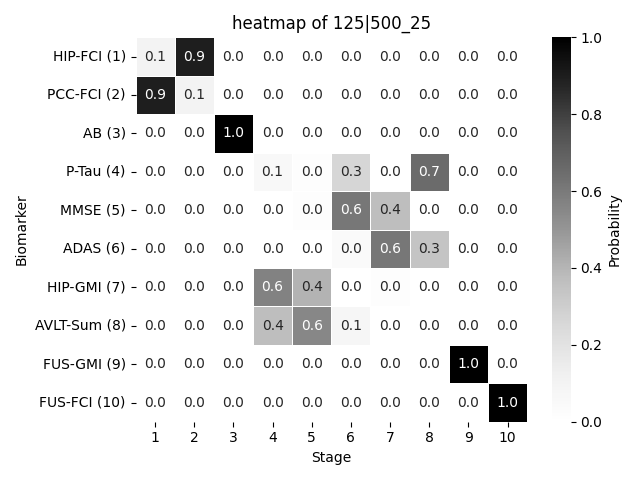 heatmap of 125|500_25
HIP-FCI (1) 0.1 0.9 0.0 0.0 0.0 0.0 0.0 0.0 0.0 0.0
PCC-FCI (2) 0.9 0.1 0.0 0.0 0.0 0.0 0.0 0.0 0.0 0.0
AB (3) 0.0 0.0 1.0 0.0 0.0 0.0 0.0 0.0 0.0 0.0
P-Tau (4) 0.0 0.0 0.0 0.1 0.0 0.3 0.0 0.7 0.0 0.0
MMSE (5) 0.0 0.0 0.0 0.0 0.0 0.6 0.4 0.0 0.0 0.0
ADAS (6) 0.0 0.0 0.0 0.0 0.0 0.0 0.6 0.3 0.0 0.0
HIP-GMI (7) 0.0 0.0 0.0 0.6 0.4 0.0 0.0 0.0 0.0 0.0
AVLT-Sum (8) 0.0 0.0 0.0 0.4 0.6 0.1 0.0 0.0 0.0 0.0
FUS-GMI (9) 0.0 0.0 0.0 0.0 0.0 0.0 0.0 0.0 1.0 0.0
FUS-FCI (10) 0.0 0.0 0.0 0.0 0.0 0.0 0.0 0.0 0.0 1.0
1 2 3 4 5 6 7 8 9 10
Stage
Biomarker
1.0
0.8
0.6
0.4
0.2
0.0
Probability